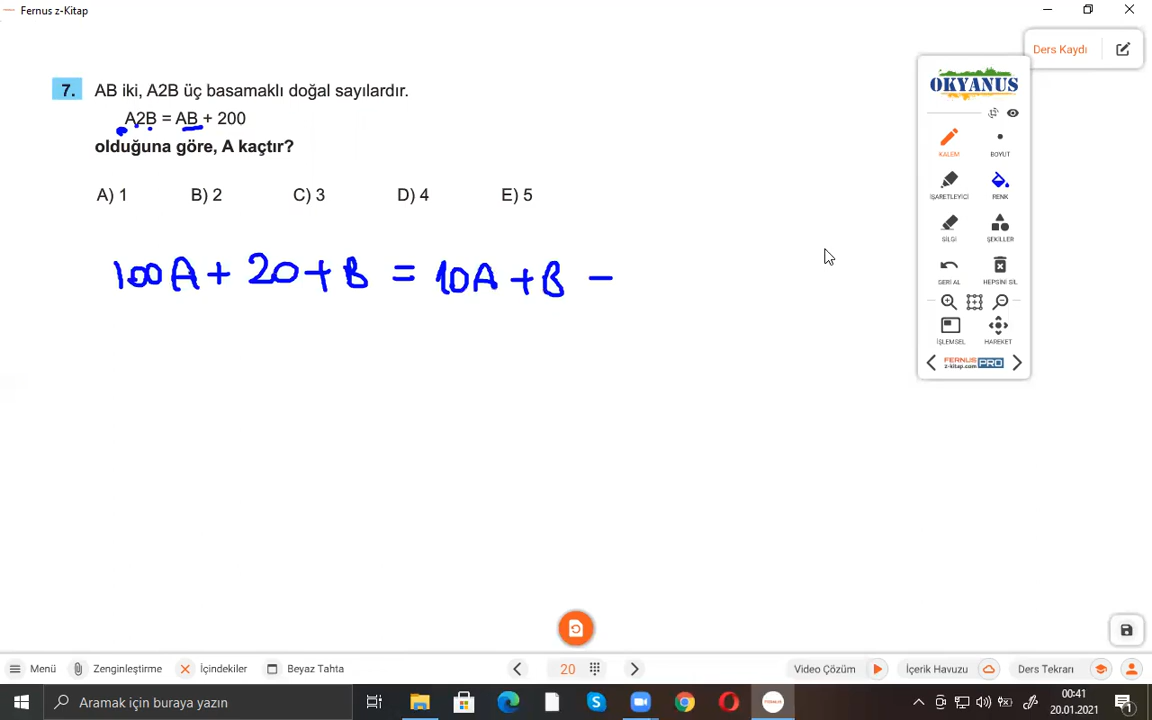 Fernus z-Kitap
Ders Kaydı
7. AB iki, A2B üç basamaklı doğal sayılardır.
A2B = AB + 200
olduğuna göre, A kaçtır?
A) 1 B) 2 C) 3 D) 4 E) 5
100A + 20 + B = 10A + B –
OKYANUS
KALEM BOYUT
İŞARETLEYİCİ RENK
SİLGİ ŞEKİLLER
GERİ AL HEPSİNİ SİL
İŞLEMSEL HAREKET
FERNUS z-kitap.com PRO
Menü Zenginleştirme İçindekiler Beyaz Tahta 20 Video Çözüm İçerik Havuzu Ders Tekrarı
Aramak için buraya yazın 00:41
20.01.2021 1